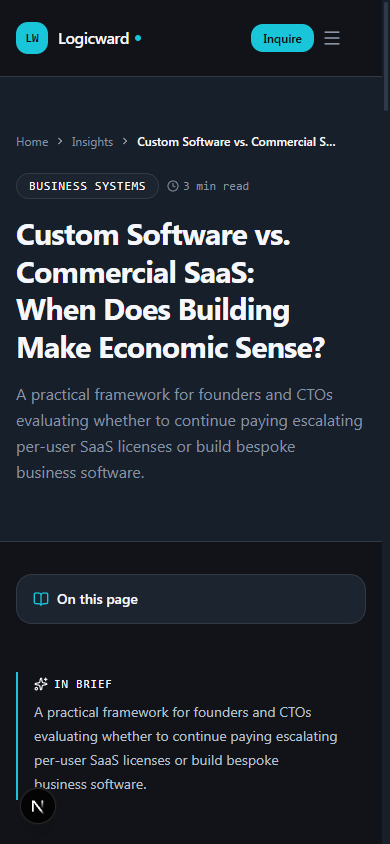 LW
Logicward
Inquire
Home > Insights > Custom Software vs. Commercial S...
BUSINESS SYSTEMS
3 min read
Custom Software vs.
Commercial SaaS:
When Does Building
Make Economic Sense?
A practical framework for founders and CTOs
evaluating whether to continue paying escalating
per-user SaaS licenses or build bespoke
business software.
On this page
IN BRIEF
A practical framework for founders and CTOs
evaluating whether to continue paying escalating
per-user SaaS licenses or build bespoke
business software.
N